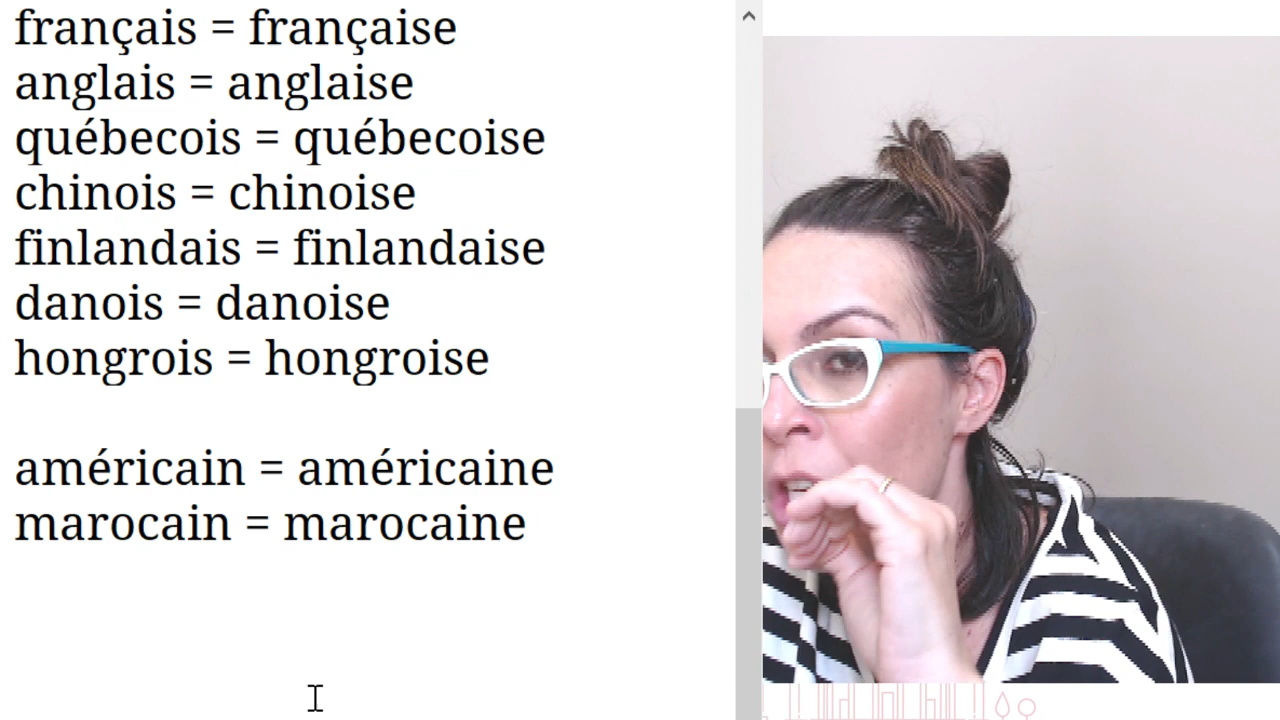 français = française
anglais = anglaise
québecois = québecoise
chinois = chinoise
finlandais = finlandaise
danois = danoise
hongrois = hongroise
américain = américaine
marocain = marocaine